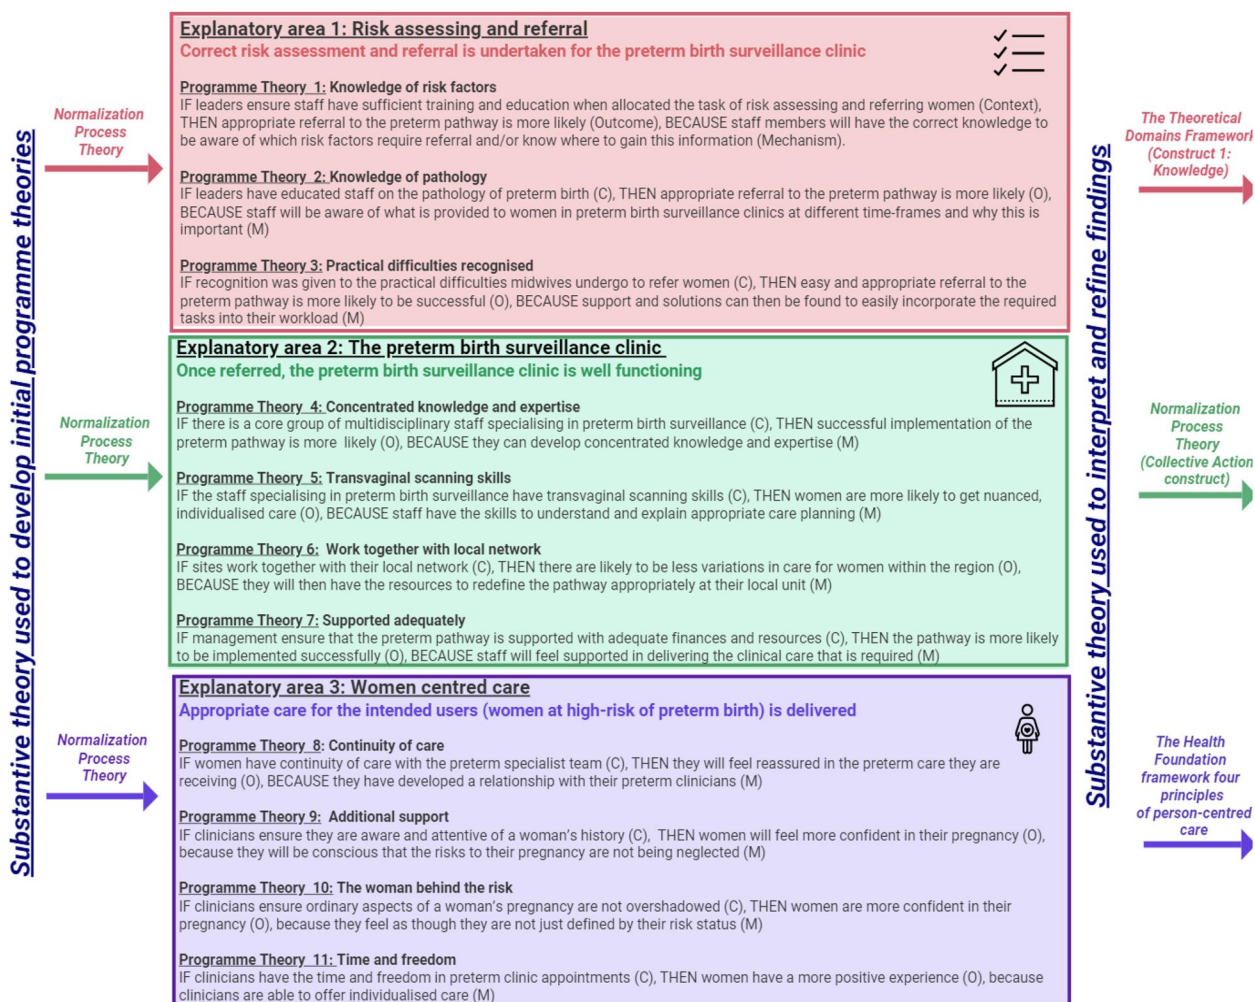 Substantive theory used to develop initial programme theories
Normalization
Process
Theory
Normalization
Process
Theory
Normalization
Process
Theory
Explanatory area 1: Risk assessing and referral
Correct risk assessment and referral is undertaken for the preterm birth surveillance clinic
Programme Theory 1: Knowledge of risk factors
IF leaders ensure staff have sufficient training and education when allocated the task of risk assessing and referring women (Context),
THEN appropriate referral to the preterm pathway is more likely (Outcome), BECAUSE staff members will have the correct knowledge to
be aware of which risk factors require referral and/or know where to gain this information (Mechanism).
Programme Theory 2: Knowledge of pathology
IF leaders have educated staff on the pathology of preterm birth (C), THEN appropriate referral to the preterm pathway is more likely (O),
BECAUSE staff will be aware of what is provided to women in preterm birth surveillance clinics at different time-frames and why this is
important (M)
Programme Theory 3: Practical difficulties recognised
IF recognition was given to the practical difficulties midwives undergo to refer women (C), THEN easy and appropriate referral to the
preterm pathway is more likely to be successful (O), BECAUSE support and solutions can then be found to easily incorporate the required
tasks into their workload (M)
Explanatory area 2: The preterm birth surveillance clinic
Once referred, the preterm birth surveillance clinic is well functioning
Programme Theory 4: Concentrated knowledge and expertise
IF there is a core group of multidisciplinary staff specialising in preterm birth surveillance (C), THEN successful implementation of the
preterm pathway is more likely (O), BECAUSE they can develop concentrated knowledge and expertise (M)
Programme Theory 5: Transvaginal scanning skills
IF the staff specialising in preterm birth surveillance have transvaginal scanning skills (C), THEN women are more likely to get nuanced,
individualised care (O), BECAUSE staff have the skills to understand and explain appropriate care planning (M)
Programme Theory 6: Work together with local network
IF sites work together with their local network (C), THEN there are likely to be less variations in care for women within the region (O),
BECAUSE they will then have the resources to redefine the pathway appropriately at their local unit (M)
Programme Theory 7: Supported adequately
IF management ensure that the preterm pathway is supported with adequate finances and resources (C), THEN the pathway is more likely
to be implemented successfully (O), BECAUSE staff will feel supported in delivering the clinical care that is required (M)
Explanatory area 3: Women centred care
Appropriate care for the intended users (women at high-risk of preterm birth) is delivered
Programme Theory 8: Continuity of care
IF women have continuity of care with the preterm specialist team (C), THEN they will feel reassured in the preterm care they are
receiving (O), BECAUSE they have developed a relationship with their preterm clinicians (M)
Programme Theory 9: Additional support
IF clinicians ensure they are aware and attentive of a woman's history (C), THEN women will feel more confident in their pregnancy (O),
because they will be conscious that the risks to their pregnancy are not being neglected (M)
Programme Theory 10: The woman behind the risk
IF clinicians ensure ordinary aspects of a woman's pregnancy are not overshadowed (C), THEN women are more confident in their
pregnancy (O), because they feel as though they are not just defined by their risk status (M)
Programme Theory 11: Time and freedom
IF clinicians have the time and freedom in preterm clinic appointments (C), THEN women have a more positive experience (O), because
clinicians are able to offer individualised care (M)
Substantive theory used to interpret and refine findings
The Theoretical
Domains Framework
(Construct 1:
Knowledge)
Normalization
Process
Theory
(Collective Action
construct)
The Health
Foundation
framework four
principles
of person-centred
care